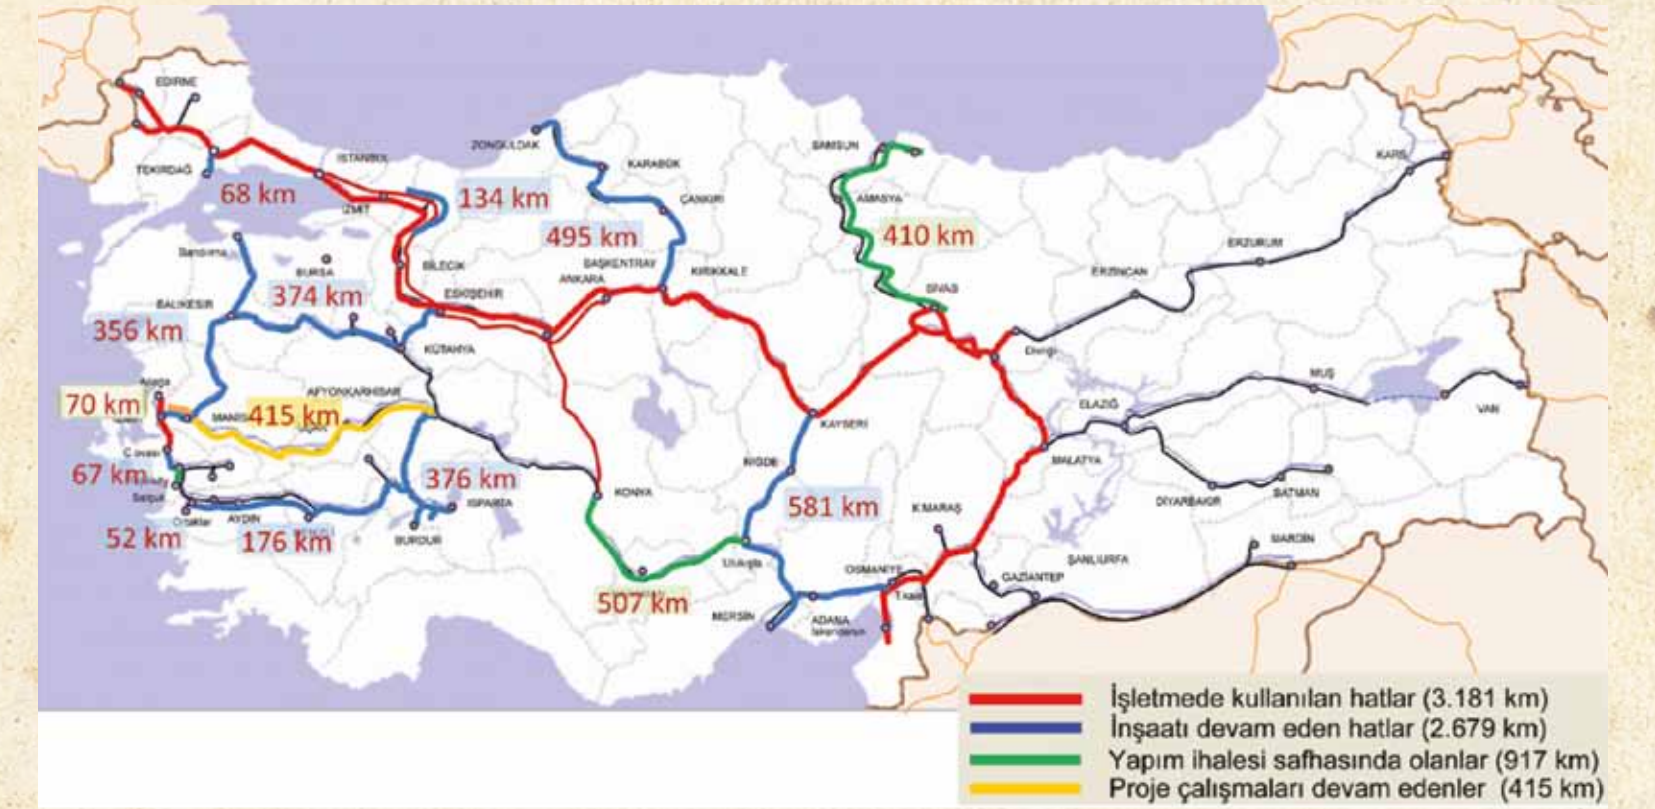 EDİRNE
TEKİRDAĞ
İSTANBUL
68 km
İZMİT
134 km
ZONGULDAK
KARABÜK
ÇANKIRI
495 km
BAŞKENTRAY
ANKARA
KIRIKKALE
SAMSUN
AMASYA
410 km
SİVAS
KARS
ERZURUM
ERZİNCAN
Divriği
Bandırma
BURSA
BİLECİK
374 km
ESKİŞEHİR
BALIKESİR
356 km
KÜTAHYA
70 km
AFYONKARAHİSAR
415 km
67 km
Selçuk
Ortaklar
AYDIN
52 km
176 km
376 km
ISPARTA
BURDUR
KONYA
KAYSERİ
NİĞDE
581 km
Ulukışla
507 km
MERSİN
ADANA
İskenderun
OSMANİYE
K.MARAŞ
GAZİANTEP
ŞANLIURFA
MALATYA
ELAZIĞ
MUŞ
VAN
DİYARBAKIR
BATMAN
MARDİN
İşletmede kullanılan hatlar (3.181 km)
İnşaatı devam eden hatlar (2.679 km)
Yapım ihalesi safhasında olanlar (917 km)
Proje çalışmaları devam edenler (415 km)